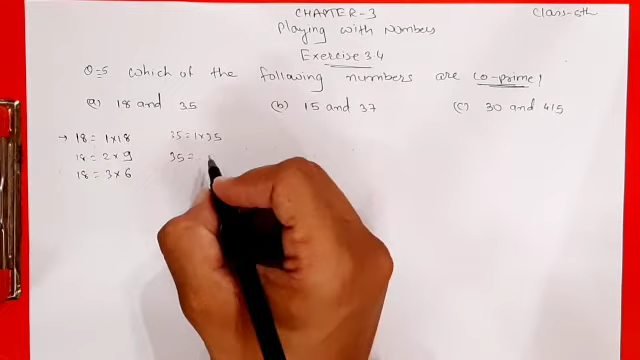 CHAPTER-3 Class-6th
Playing with Numbers
Exercise 3.4
Q=5 Which of the following numbers are co-prime?
(a) 18 and 35 (b) 15 and 37 (c) 30 and 415
→ 18 = 1×18 35 = 1×35
18 = 2×9 35 =
18 = 3×6